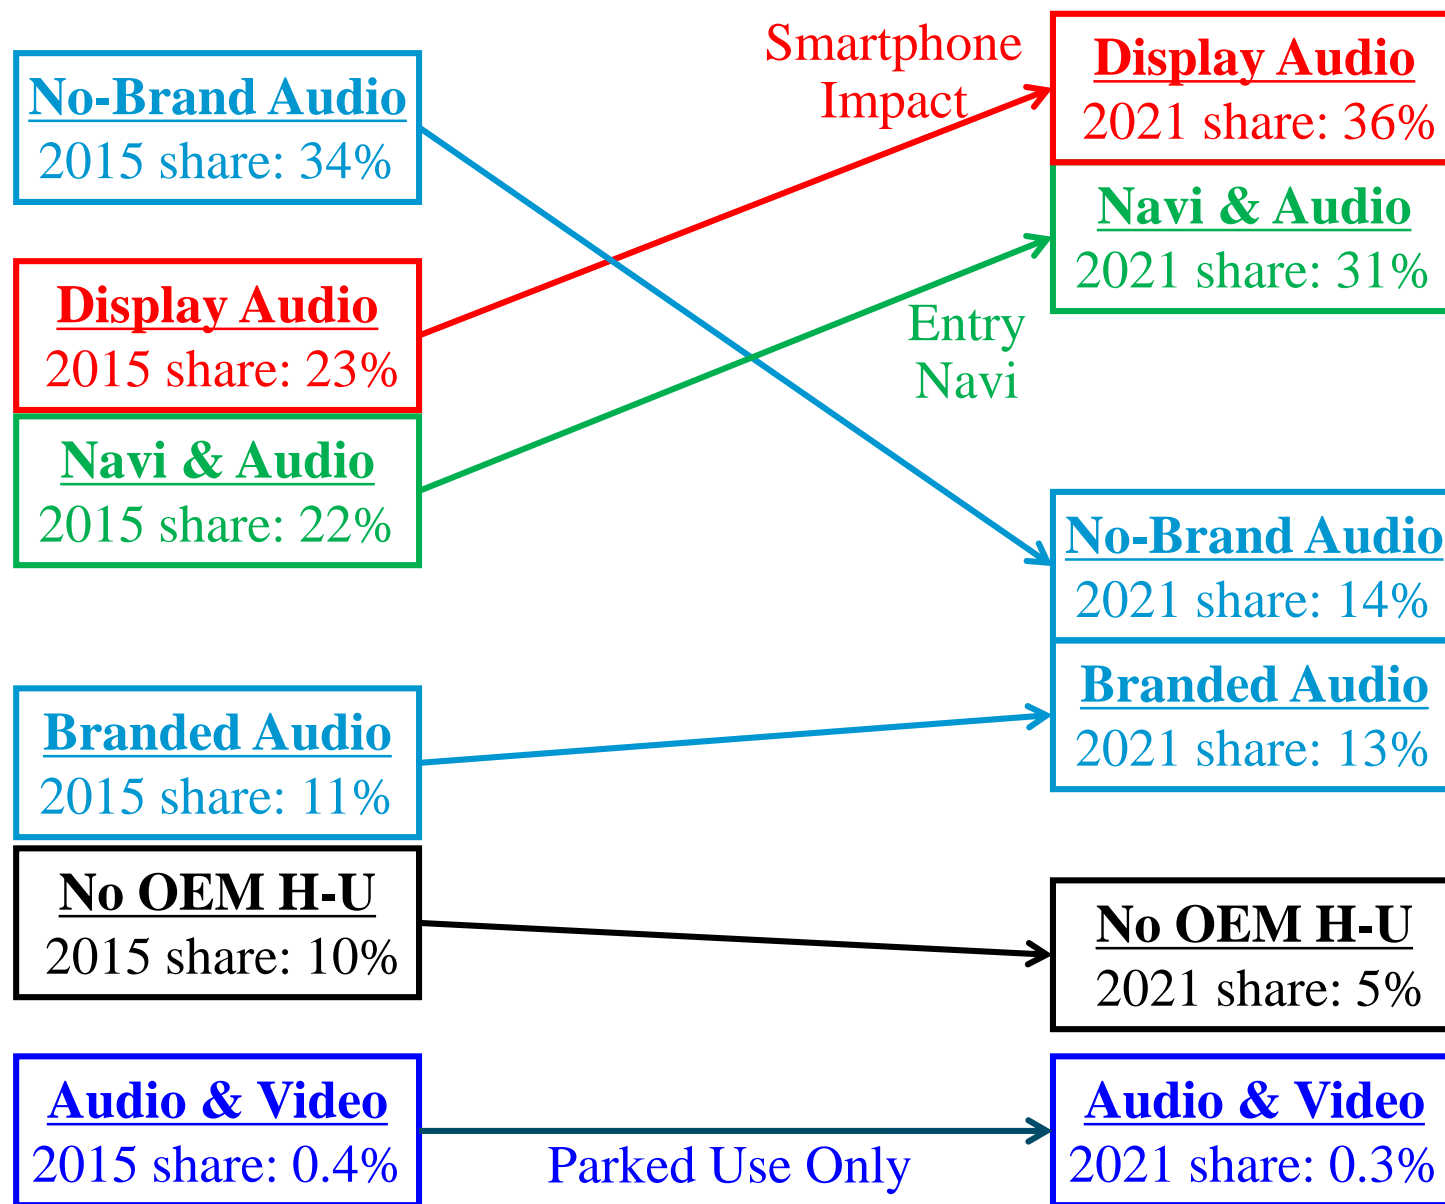 No-Brand Audio
2015 share: 34%
Display Audio
2015 share: 23%
Navi & Audio
2015 share: 22%
Branded Audio
2015 share: 11%
No OEM H-U
2015 share: 10%
Audio & Video
2015 share: 0.4%
Smartphone
Impact
Entry
Navi
Parked Use Only
Display Audio
2021 share: 36%
Navi & Audio
2021 share: 31%
No-Brand Audio
2021 share: 14%
Branded Audio
2021 share: 13%
No OEM H-U
2021 share: 5%
Audio & Video
2021 share: 0.3%